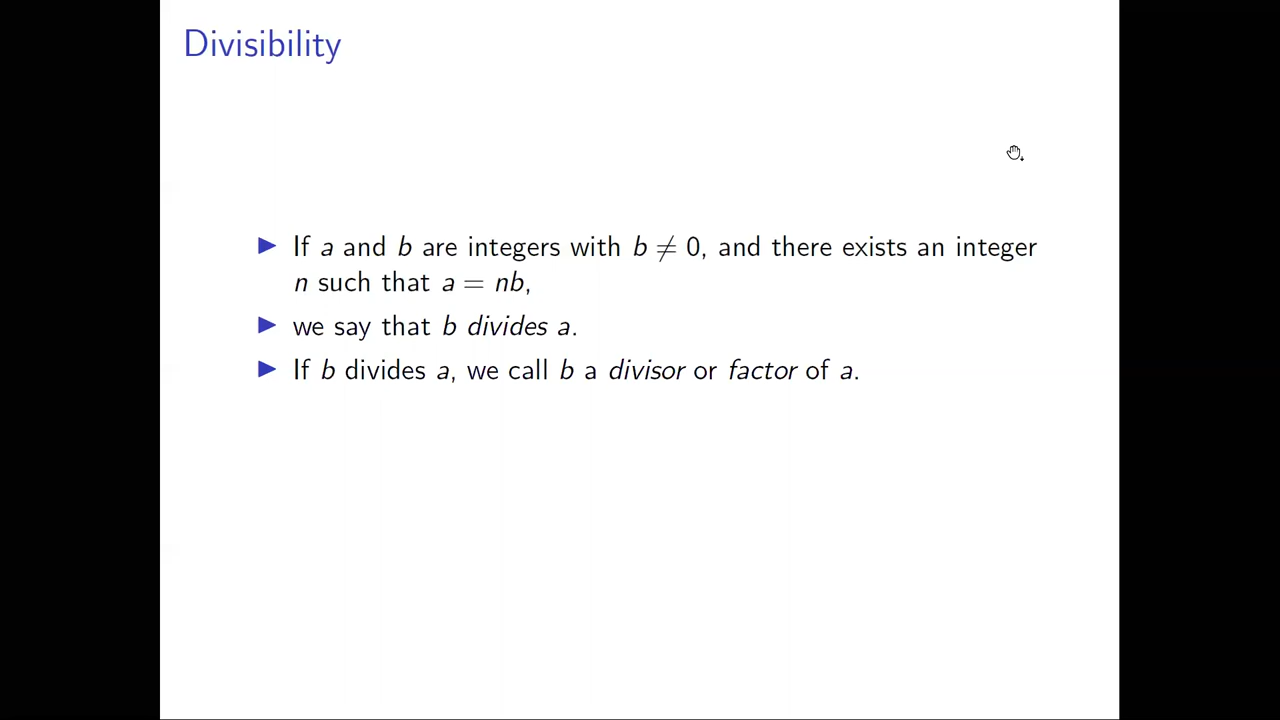 Divisibility
▶ If a and b are integers with b ≠ 0, and there exists an integer
n such that a = nb,
▶ we say that b divides a.
▶ If b divides a, we call b a divisor or factor of a.